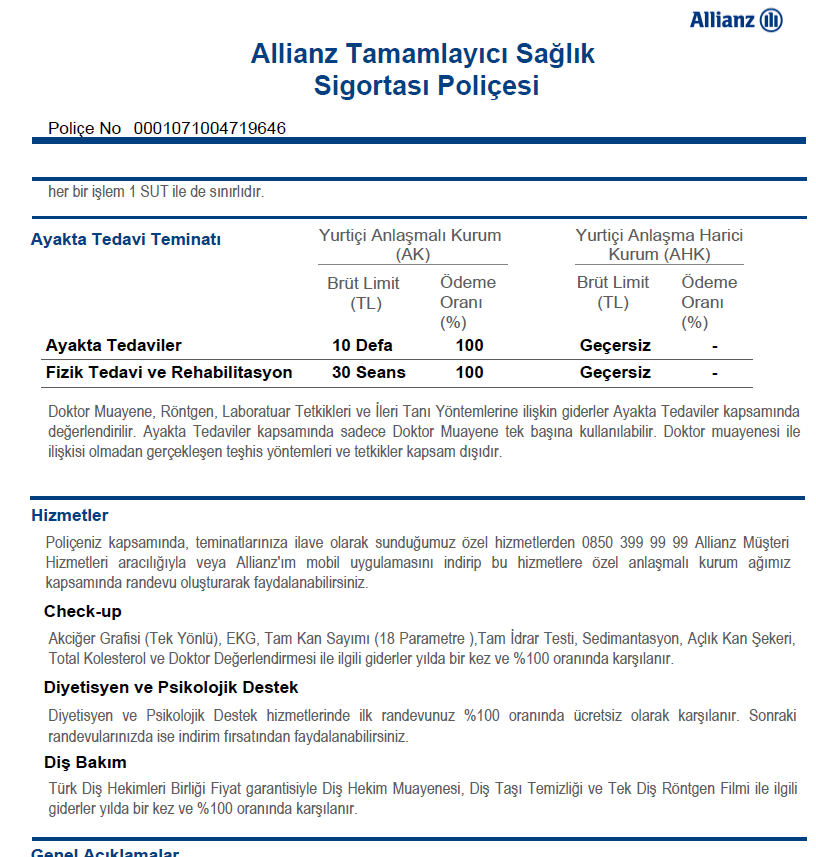 Allianz
Allianz Tamamlayıcı Sağlık
Sigortası Poliçesi
Poliçe No 0001071004719646
her bir işlem 1 SUT ile de sınırlıdır.
Ayakta Tedavi Teminatı
Yurtiçi Anlaşmalı Kurum
(AK)
Yurtiçi Anlaşma Harici
Kurum (AHK)
Brüt Limit
(TL)
Ödeme
Oranı
(%)
Brüt Limit
(TL)
Ödeme
Oranı
(%)
Ayakta Tedaviler 10 Defa 100 Geçersiz -
Fizik Tedavi ve Rehabilitasyon 30 Seans 100 Geçersiz -
Doktor Muayene, Röntgen, Laboratuar Tetkikleri ve İleri Tanı Yöntemlerine ilişkin giderler Ayakta Tedaviler kapsamında
değerlendirilir. Ayakta Tedaviler kapsamında sadece Doktor Muayene tek başına kullanılabilir. Doktor muayenesi ile
ilişkisi olmadan gerçekleşen teşhis yöntemleri ve tetkikler kapsam dışıdır.
Hizmetler
Poliçeniz kapsamında, teminatlarınıza ilave olarak sunduğumuz özel hizmetlerden 0850 399 99 99 Allianz Müşteri
Hizmetleri aracılığıyla veya Allianz'ım mobil uygulamasını indirip bu hizmetlere özel anlaşmalı kurum ağımız
kapsamında randevu oluşturarak faydalanabilirsiniz.
Check-up
Akciğer Grafisi (Tek Yönlü), EKG, Tam Kan Sayımı (18 Parametre ),Tam İdrar Testi, Sedimantasyon, Açlık Kan Şekeri,
Total Kolesterol ve Doktor Değerlendirmesi ile ilgili giderler yılda bir kez ve %100 oranında karşılanır.
Diyetisyen ve Psikolojik Destek
Diyetisyen ve Psikolojik Destek hizmetlerinde ilk randevunuz %100 oranında ücretsiz olarak karşılanır. Sonraki
randevularınızda ise indirim fırsatından faydalanabilirsiniz.
Diş Bakım
Türk Diş Hekimleri Birliği Fiyat garantisiyle Diş Hekim Muayenesi, Diş Taşı Temizliği ve Tek Diş Röntgen Filmi ile ilgili
giderler yılda bir kez ve %100 oranında karşılanır.
Genel Açıklamalar